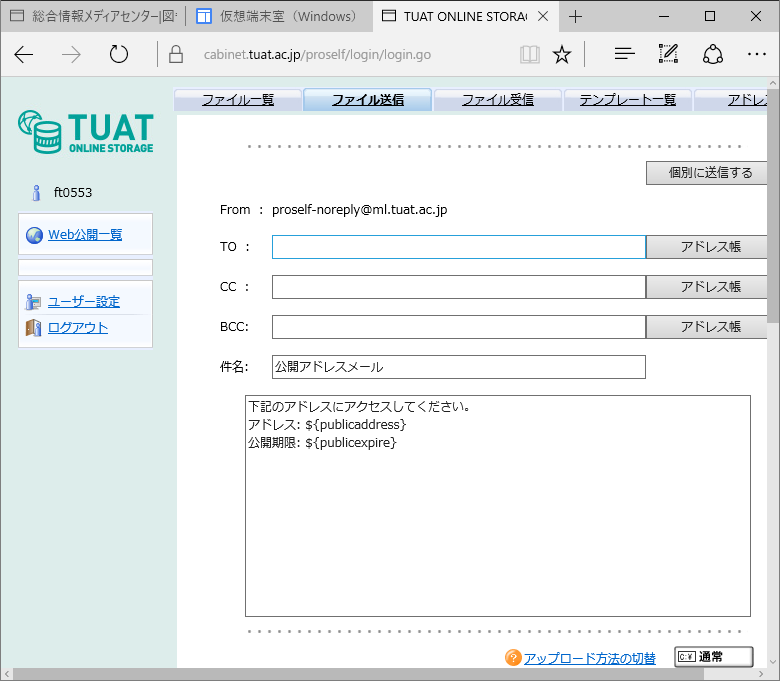 総合情報メディアセンター|図
仮想端末室（Windows）
TUAT ONLINE STORA
cabinet.tuat.ac.jp/proself/login/login.go
ファイル一覧
ファイル送信
ファイル受信
テンプレート一覧
アドレ
TUAT
ONLINE STORAGE
ft0553
Web公開一覧
ユーザー設定
ログアウト
個別に送信する
From : proself-noreply@ml.tuat.ac.jp
TO : アドレス帳
CC : アドレス帳
BCC: アドレス帳
件名: 公開アドレスメール
下記のアドレスにアクセスしてください。
アドレス: ${publicaddress}
公開期限: ${publicexpire}
アップロード方法の切替
C:¥ 通常